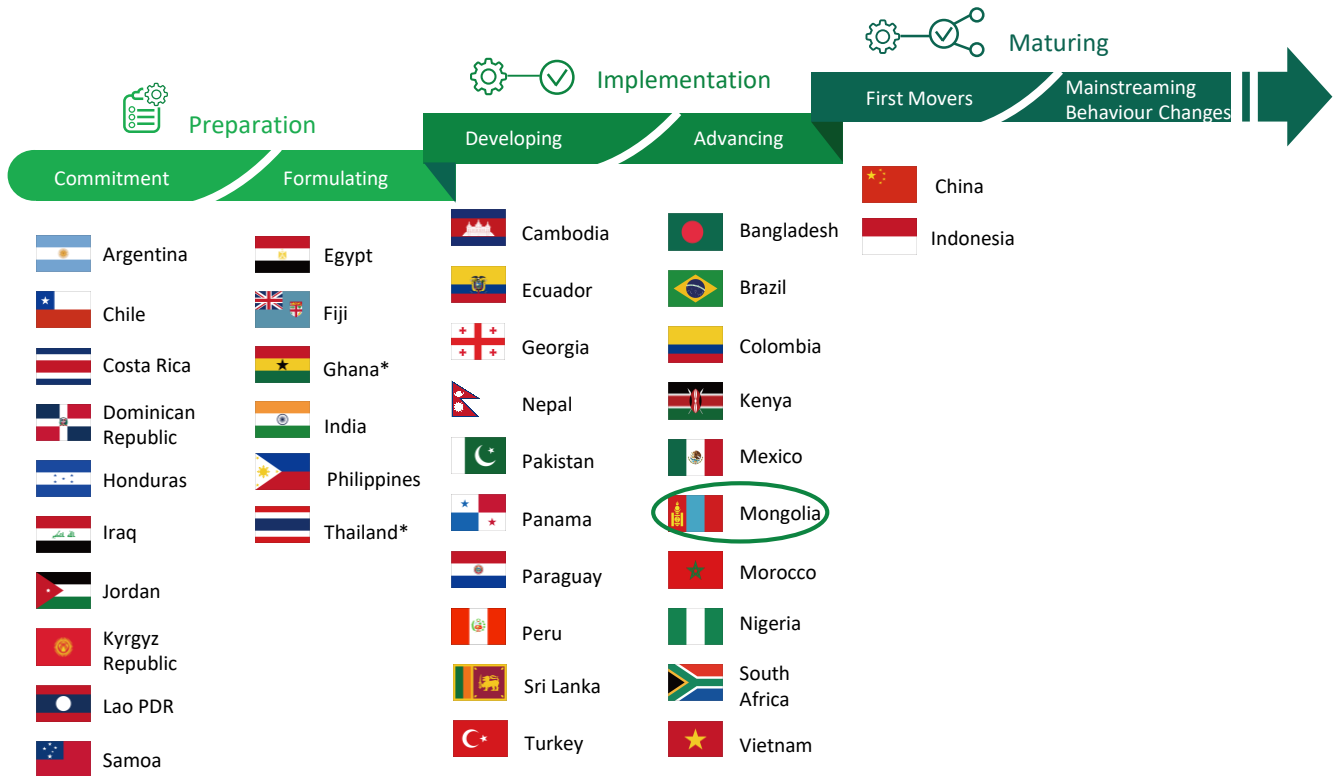 Preparation
Commitment
Formulating
Argentina
Chile
Costa Rica
Dominican
Republic
Honduras
Iraq
Jordan
Kyrgyz
Republic
Lao PDR
Samoa
Egypt
Fiji
Ghana*
India
Philippines
Thailand*
Implementation
Developing
Advancing
Cambodia
Ecuador
Georgia
Nepal
Pakistan
Panama
Paraguay
Peru
Sri Lanka
Turkey
Bangladesh
Brazil
Colombia
Kenya
Mexico
Mongolia
Morocco
Nigeria
South
Africa
Vietnam
Maturing
First Movers
Mainstreaming
Behaviour Changes
China
Indonesia